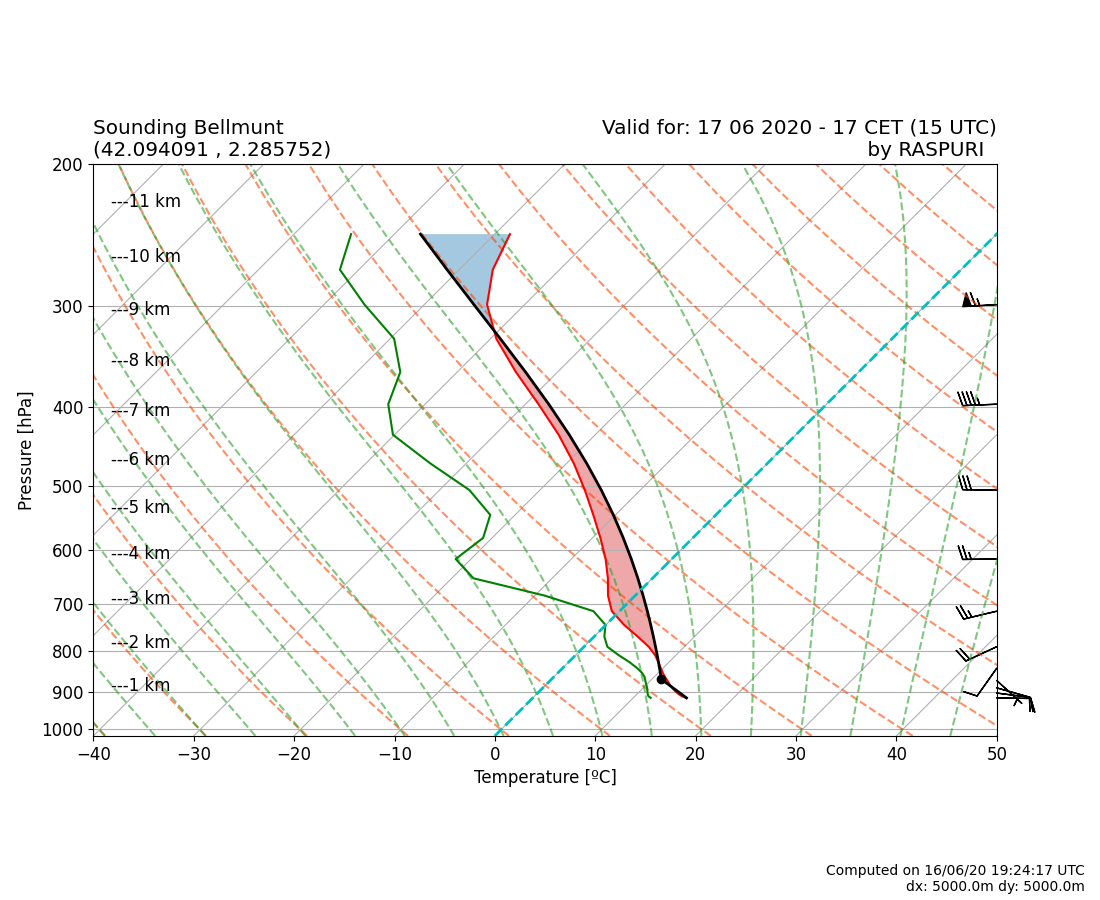 Sounding Bellmunt
(42.094091 , 2.285752)
Valid for: 17 06 2020 - 17 CET (15 UTC)
by RASPURI
200
---11 km
---10 km
300
---9 km
---8 km
400
---7 km
---6 km
500
---5 km
600
---4 km
700
---3 km
800
---2 km
900
---1 km
1000
Pressure [hPa]
−40 −30 −20 −10 0 10 20 30 40 50
Temperature [ºC]
Computed on 16/06/20 19:24:17 UTC
dx: 5000.0m dy: 5000.0m